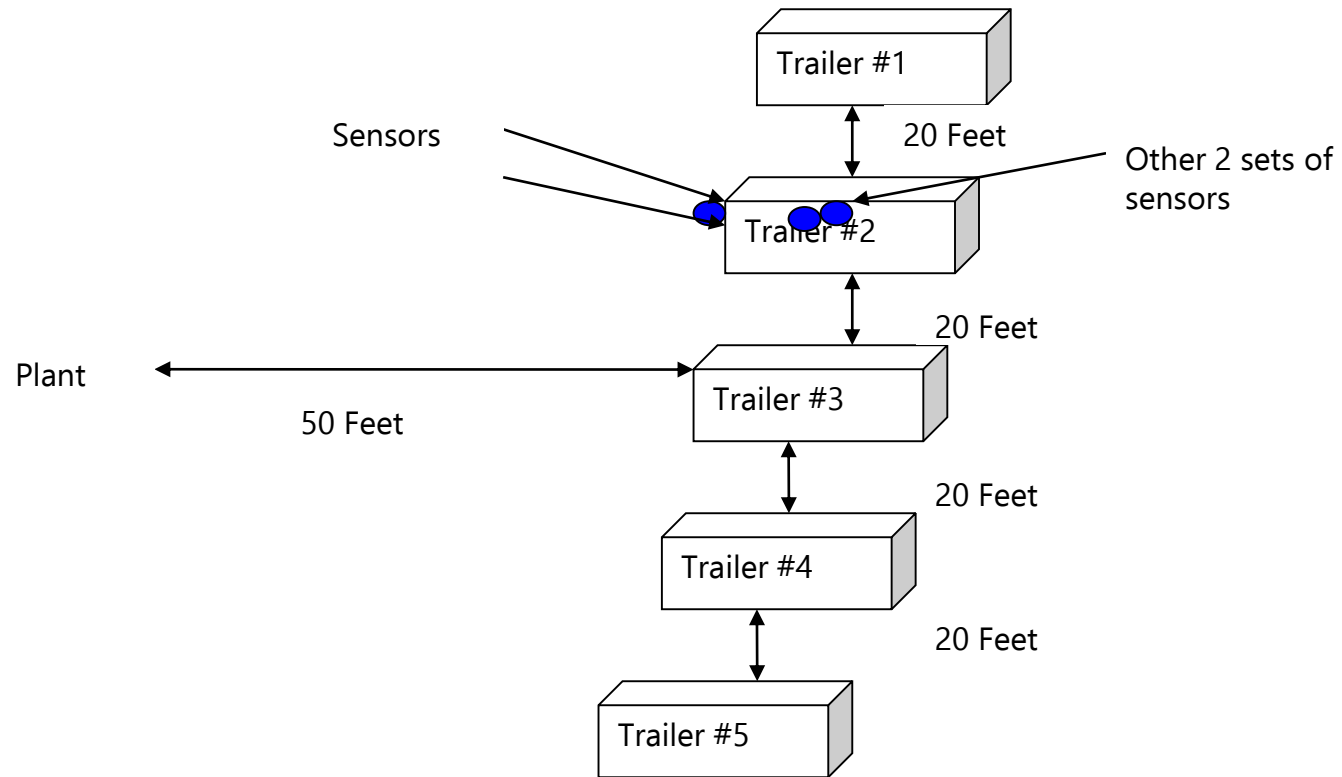 Trailer #1
Sensors
20 Feet
Other 2 sets of
sensors
Trailer #2
20 Feet
Plant
Trailer #3
50 Feet
20 Feet
Trailer #4
20 Feet
Trailer #5